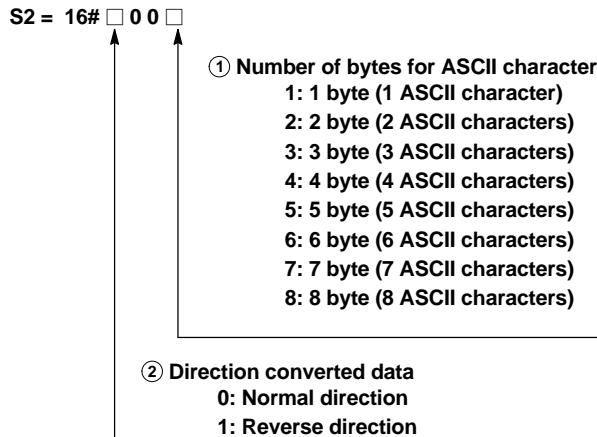 S2 = 16# □ 0 0 □
① Number of bytes for ASCII character
1: 1 byte (1 ASCII character)
2: 2 byte (2 ASCII characters)
3: 3 byte (3 ASCII characters)
4: 4 byte (4 ASCII characters)
5: 5 byte (5 ASCII characters)
6: 6 byte (6 ASCII characters)
7: 7 byte (7 ASCII characters)
8: 8 byte (8 ASCII characters)
② Direction converted data
0: Normal direction
1: Reverse direction